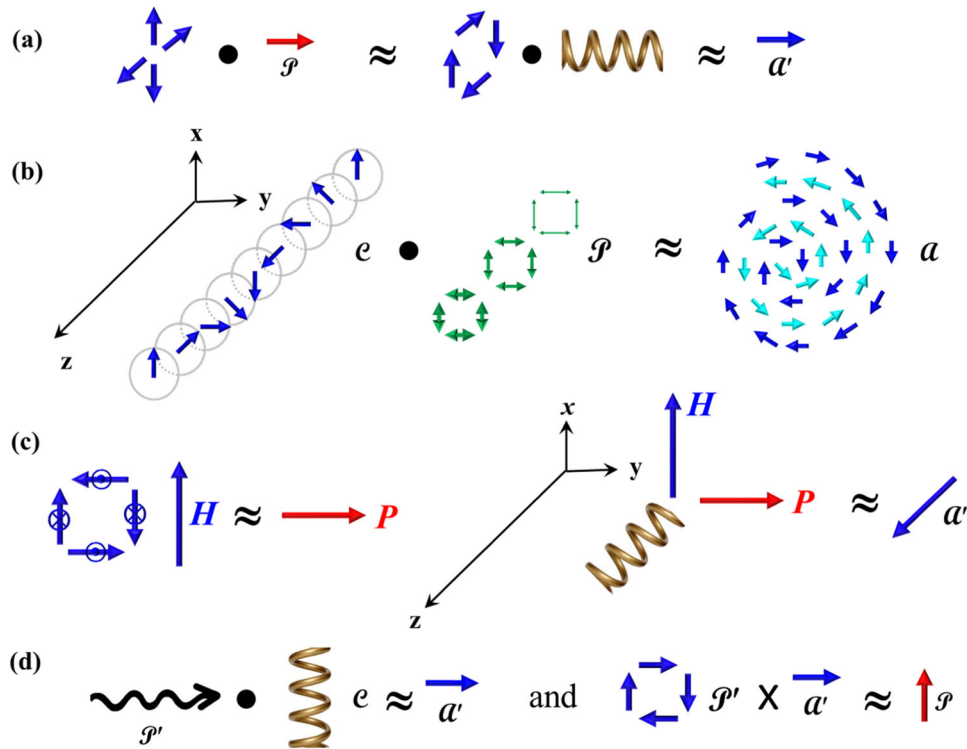 (a) • 𝒫 ≈ • ≈ 𝒶'
(b) x y z 𝒞 • 𝒫 ≈ 𝒶
(c) H ≈ P x y z H P ≈ 𝒶'
(d) 𝒫' • 𝒞 ≈ 𝒶' and 𝒫' X 𝒶' ≈ 𝒫